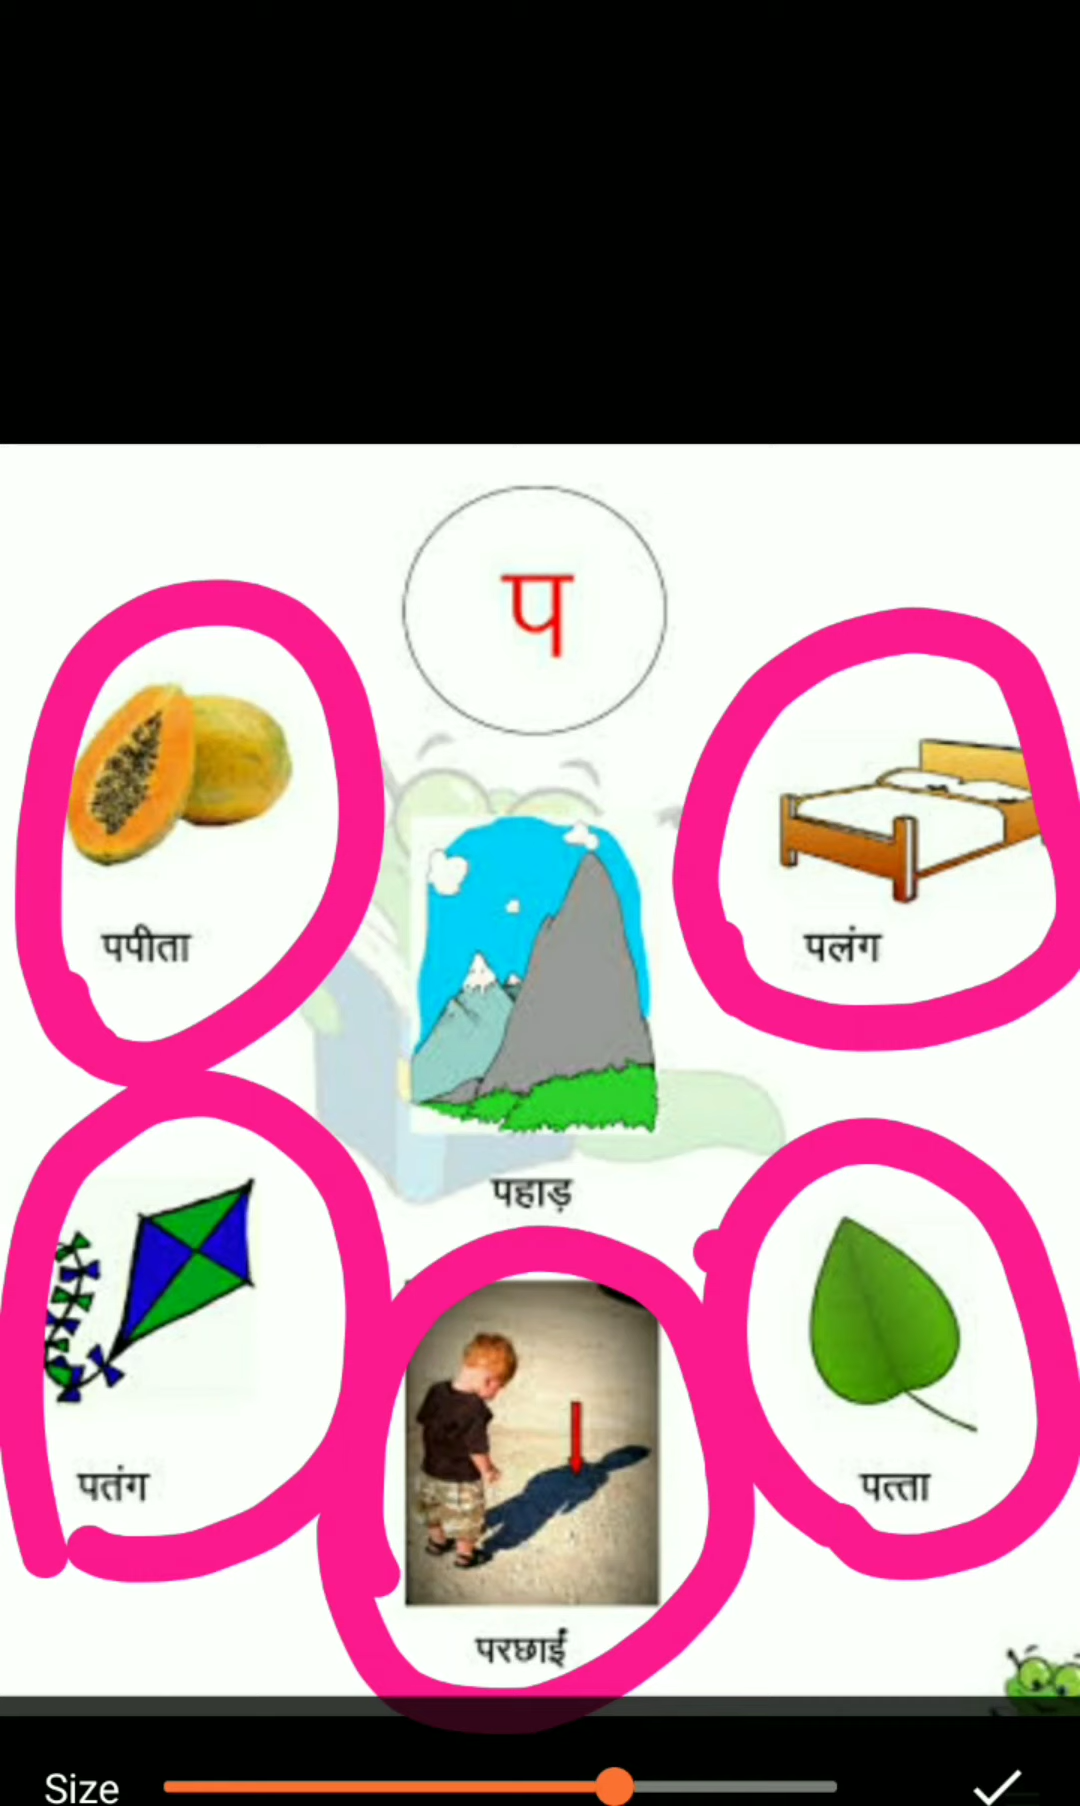 प
पपीता
पलंग
पहाड़
पतंग
पत्ता
परछाईं
Size